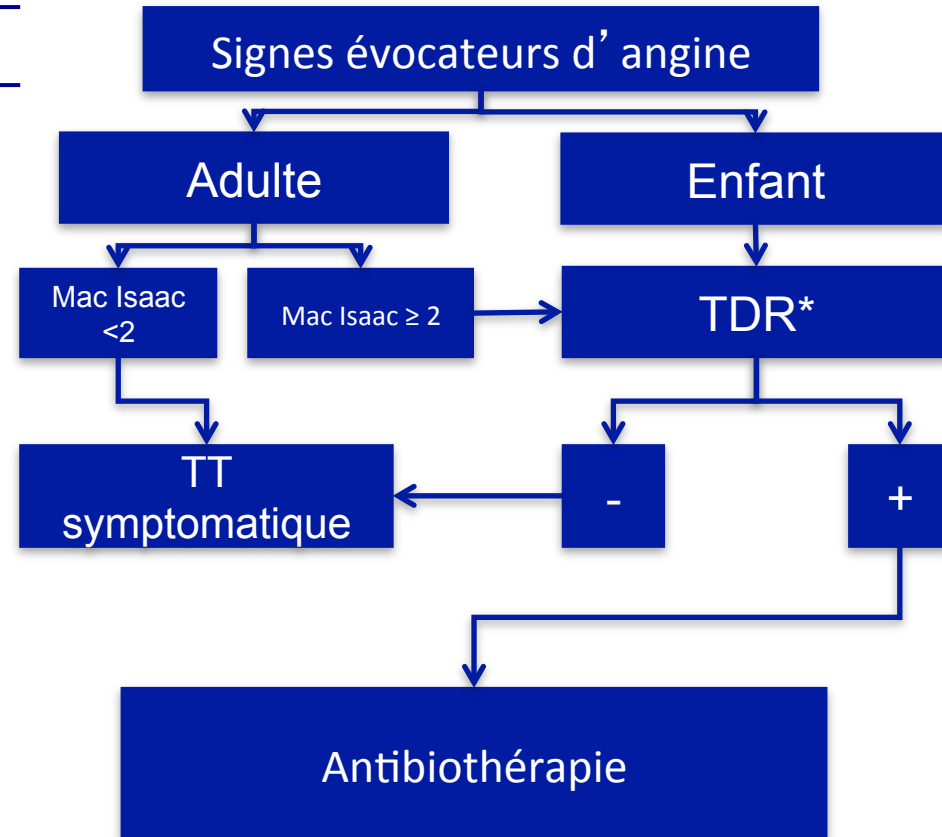 Signes évocateurs d’ angine
Adulte
Enfant
Mac Isaac
<2
Mac Isaac ≥ 2
TDR*
TT
symptomatique
-
+
Antibiothérapie